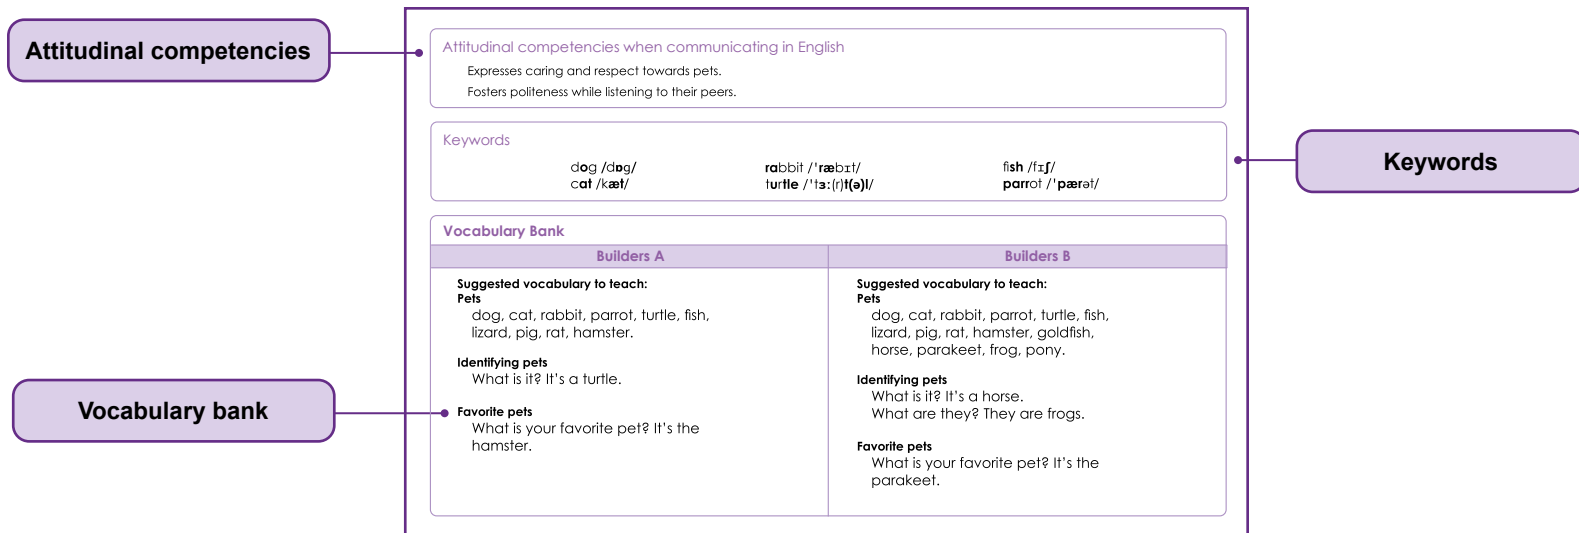 Attitudinal competencies
Attitudinal competencies when communicating in English
Expresses caring and respect towards pets.
Fosters politeness while listening to their peers.
Keywords
dog /dɒg/
rabbit /'ræbɪt/
fish /fɪʃ/
cat /kæt/
turtle /'tɜː(r)t(ə)l/
parrot /'pærət/
Keywords
Vocabulary Bank
Builders A
Suggested vocabulary to teach:
Pets
dog, cat, rabbit, parrot, turtle, fish,
lizard, pig, rat, hamster.
Identifying pets
What is it? It's a turtle.
Favorite pets
What is your favorite pet? It's the
hamster.
Builders B
Suggested vocabulary to teach:
Pets
dog, cat, rabbit, parrot, turtle, fish,
lizard, pig, rat, hamster, goldfish,
horse, parakeet, frog, pony.
Identifying pets
What is it? It's a horse.
What are they? They are frogs.
Favorite pets
What is your favorite pet? It's the
parakeet.
Vocabulary bank